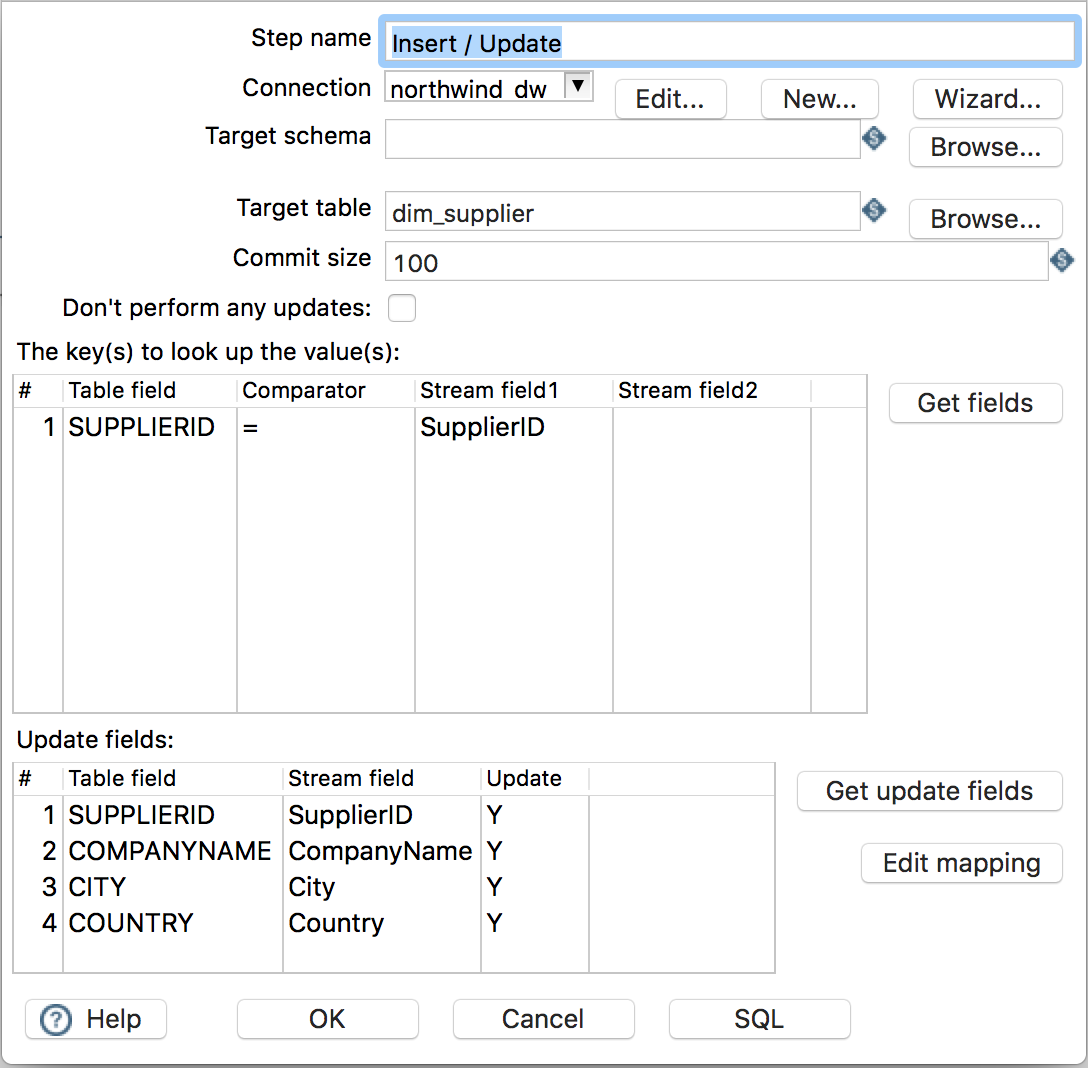 Step name Insert / Update
Connection northwind_dw ▼ Edit... New... Wizard...
Target schema $ Browse...
Target table dim_supplier $ Browse...
Commit size 100 $
Don't perform any updates:
The key(s) to look up the value(s):
# Table field Comparator Stream field1 Stream field2 Get fields
1 SUPPLIERID = SupplierID
Update fields:
# Table field Stream field Update
1 SUPPLIERID SupplierID Y Get update fields
2 COMPANYNAME CompanyName Y Edit mapping
3 CITY City Y
4 COUNTRY Country Y
? Help OK Cancel SQL